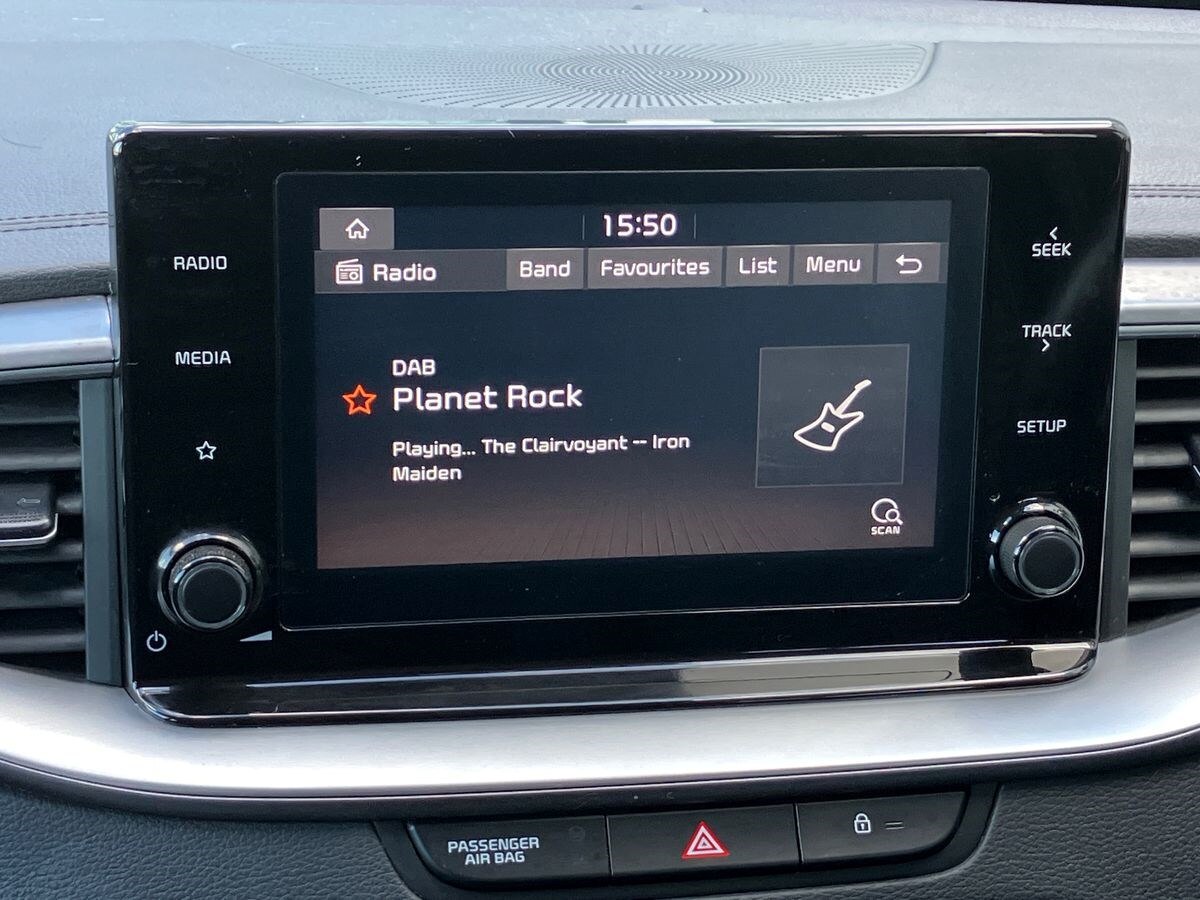 15:50
Radio
Band
Favourites
List
Menu
RADIO
MEDIA
DAB
Planet Rock
Playing... The Clairvoyant -- Iron
Maiden
SCAN
SEEK
TRACK
SETUP
PASSENGER
AIR BAG